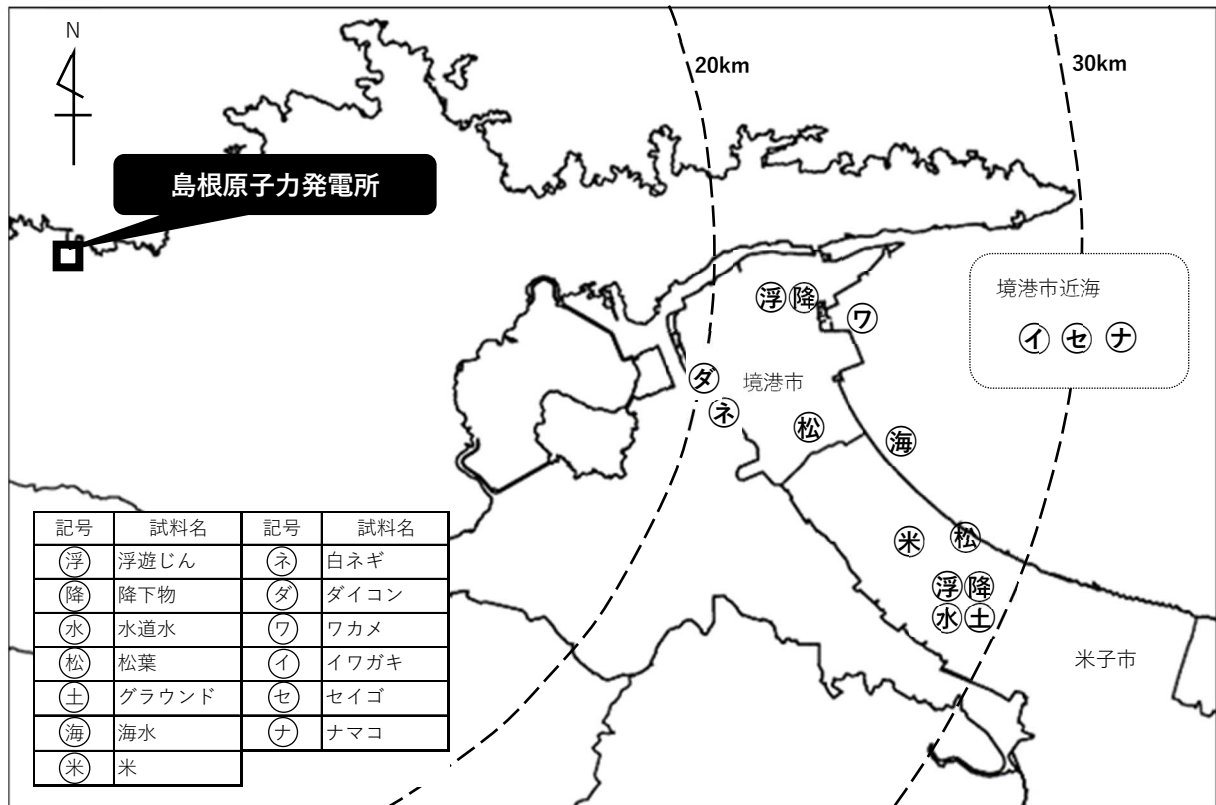 N
20km
30km
島根原子力発電所
境港市近海
イ セ ナ
浮 降
ワ
ダ
境港市
ネ
松
海
米
松
浮 降
水 土
米子市
記号 試料名 記号 試料名
浮 浮遊じん ネ 白ネギ
降 降下物 ダ ダイコン
水 水道水 ワ ワカメ
松 松葉 イ イワガキ
土 グラウンド セ セイゴ
海 海水 ナ ナマコ
米 米